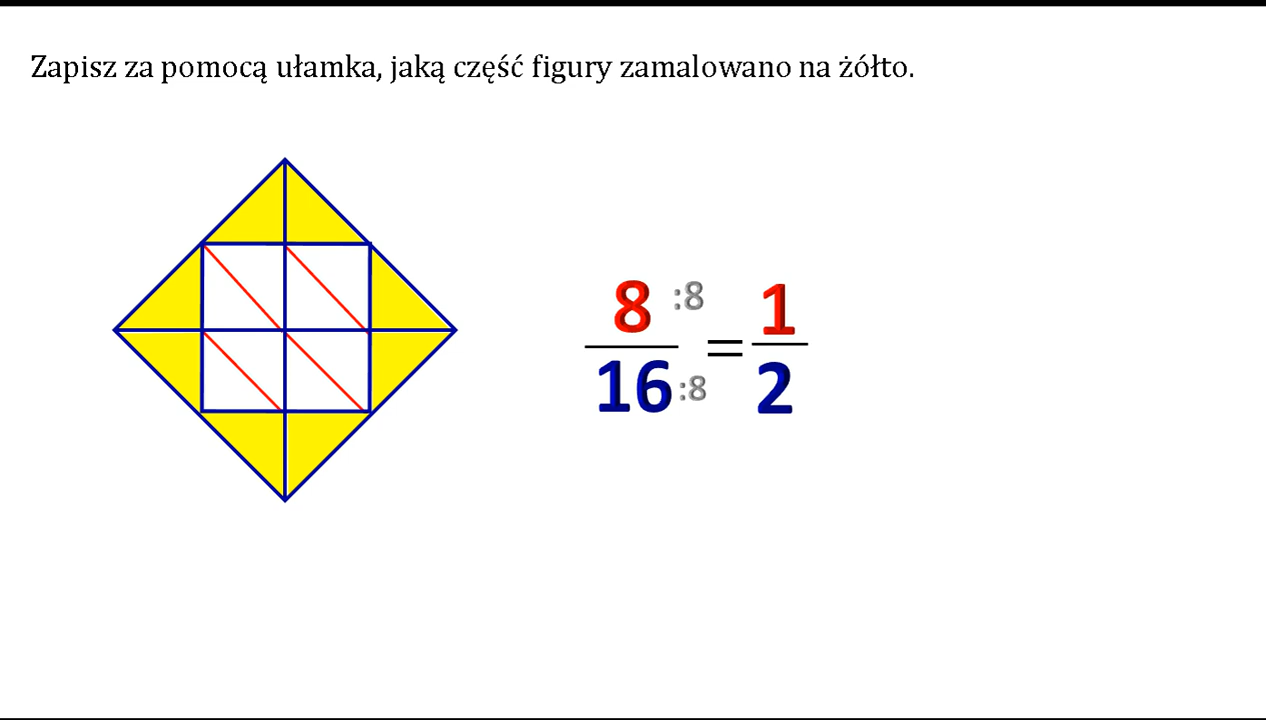 Zapisz za pomocą ułamka, jaką część figury zamalowano na żółto.
8 :8 = 1
16 :8 2